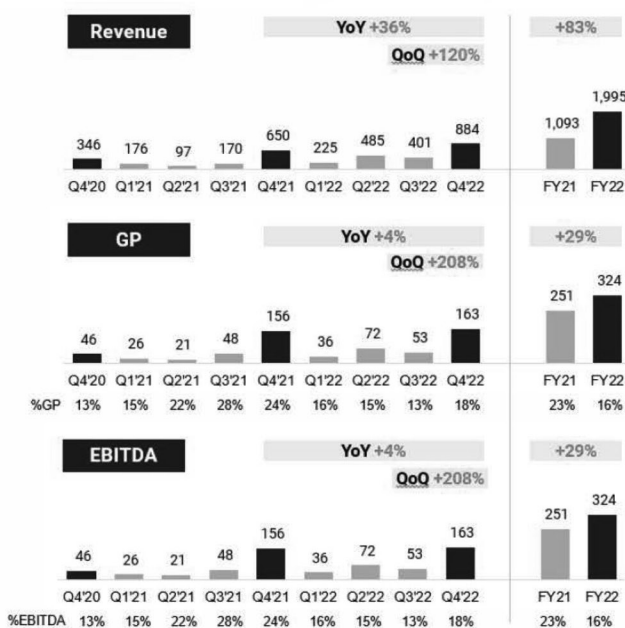 Revenue
YoY +36%
+83%
QoQ +120%
346 176 97 170 650 225 485 401 884 1,093 1,995
Q4'20 Q1'21 Q2'21 Q3'21 Q4'21 Q1'22 Q2'22 Q3'22 Q4'22 FY21 FY22
GP
YoY +4%
+29%
QoQ +208%
46 26 21 48 156 36 72 53 163 251 324
Q4'20 Q1'21 Q2'21 Q3'21 Q4'21 Q1'22 Q2'22 Q3'22 Q4'22 FY21 FY22
%GP 13% 15% 22% 28% 24% 16% 15% 13% 18% 23% 16%
EBITDA
YoY +4%
+29%
QoQ +208%
46 26 21 48 156 36 72 53 163 251 324
Q4'20 Q1'21 Q2'21 Q3'21 Q4'21 Q1'22 Q2'22 Q3'22 Q4'22 FY21 FY22
%EBITDA 13% 15% 22% 28% 24% 16% 15% 13% 18% 23% 16%